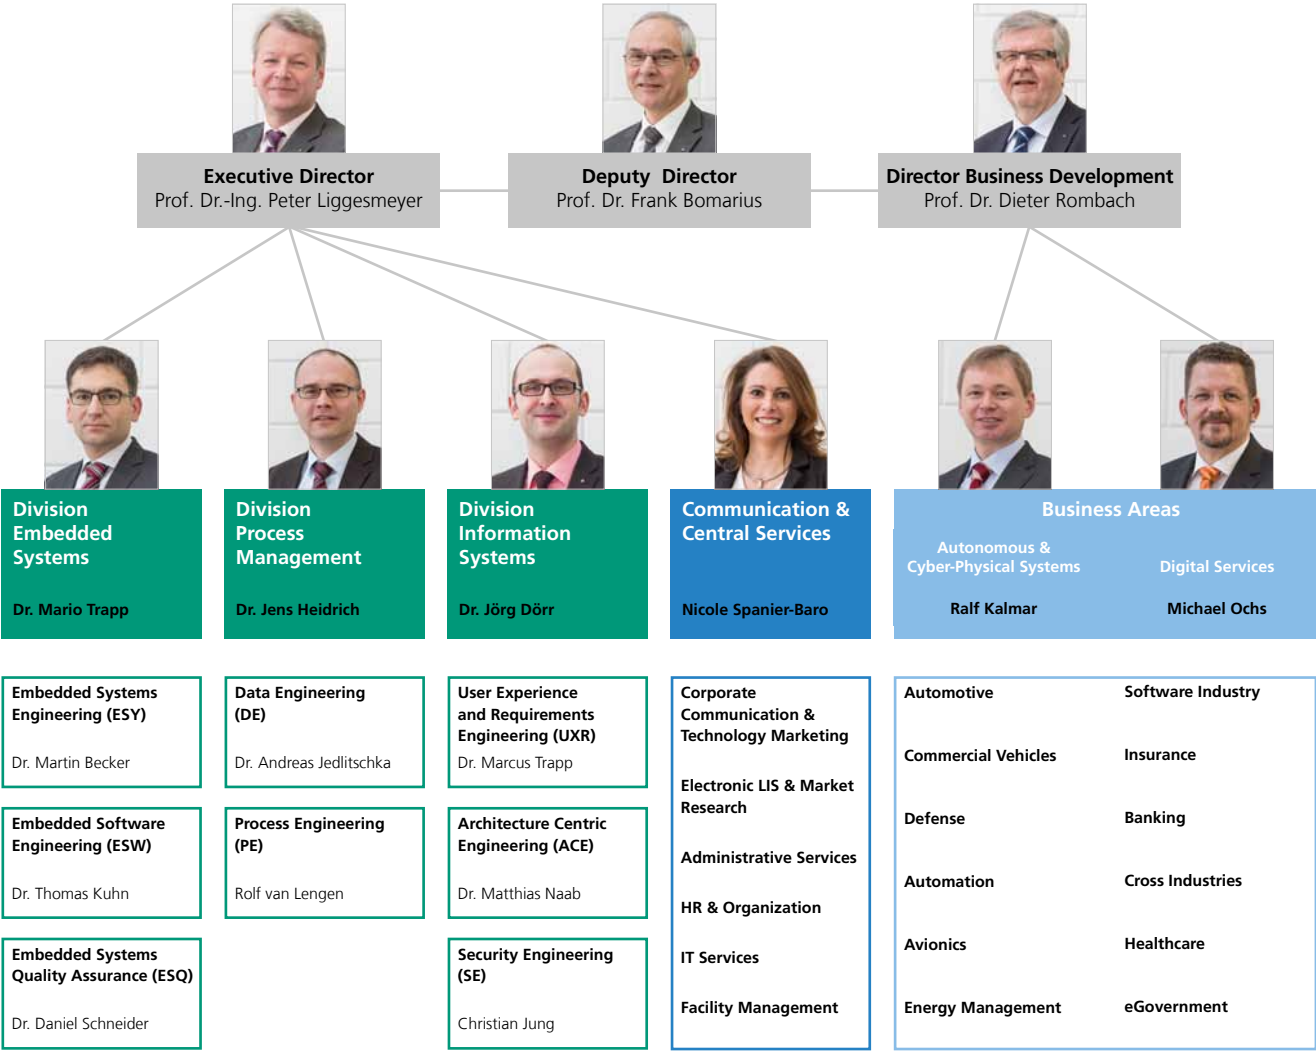 Executive Director
Prof. Dr.-Ing. Peter Liggesmeyer
Deputy Director
Prof. Dr. Frank Bomarius
Director Business Development
Prof. Dr. Dieter Rombach
Division
Embedded
Systems
Dr. Mario Trapp
Division
Process
Management
Dr. Jens Heidrich
Division
Information
Systems
Dr. Jörg Dörr
Communication &
Central Services
Nicole Spanier-Baro
Business Areas
Autonomous &
Cyber-Physical Systems
Ralf Kalmar
Digital Services
Michael Ochs
Embedded Systems
Engineering (ESY)
Dr. Martin Becker
Embedded Software
Engineering (ESW)
Dr. Thomas Kuhn
Embedded Systems
Quality Assurance (ESQ)
Dr. Daniel Schneider
Data Engineering
(DE)
Dr. Andreas Jedlitschka
Process Engineering
(PE)
Rolf van Lengen
User Experience
and Requirements
Engineering (UXR)
Dr. Marcus Trapp
Architecture Centric
Engineering (ACE)
Dr. Matthias Naab
Security Engineering
(SE)
Christian Jung
Corporate
Communication &
Technology Marketing
Electronic LIS & Market
Research
Administrative Services
HR & Organization
IT Services
Facility Management
Automotive
Commercial Vehicles
Defense
Automation
Avionics
Energy Management
Software Industry
Insurance
Banking
Cross Industries
Healthcare
eGovernment